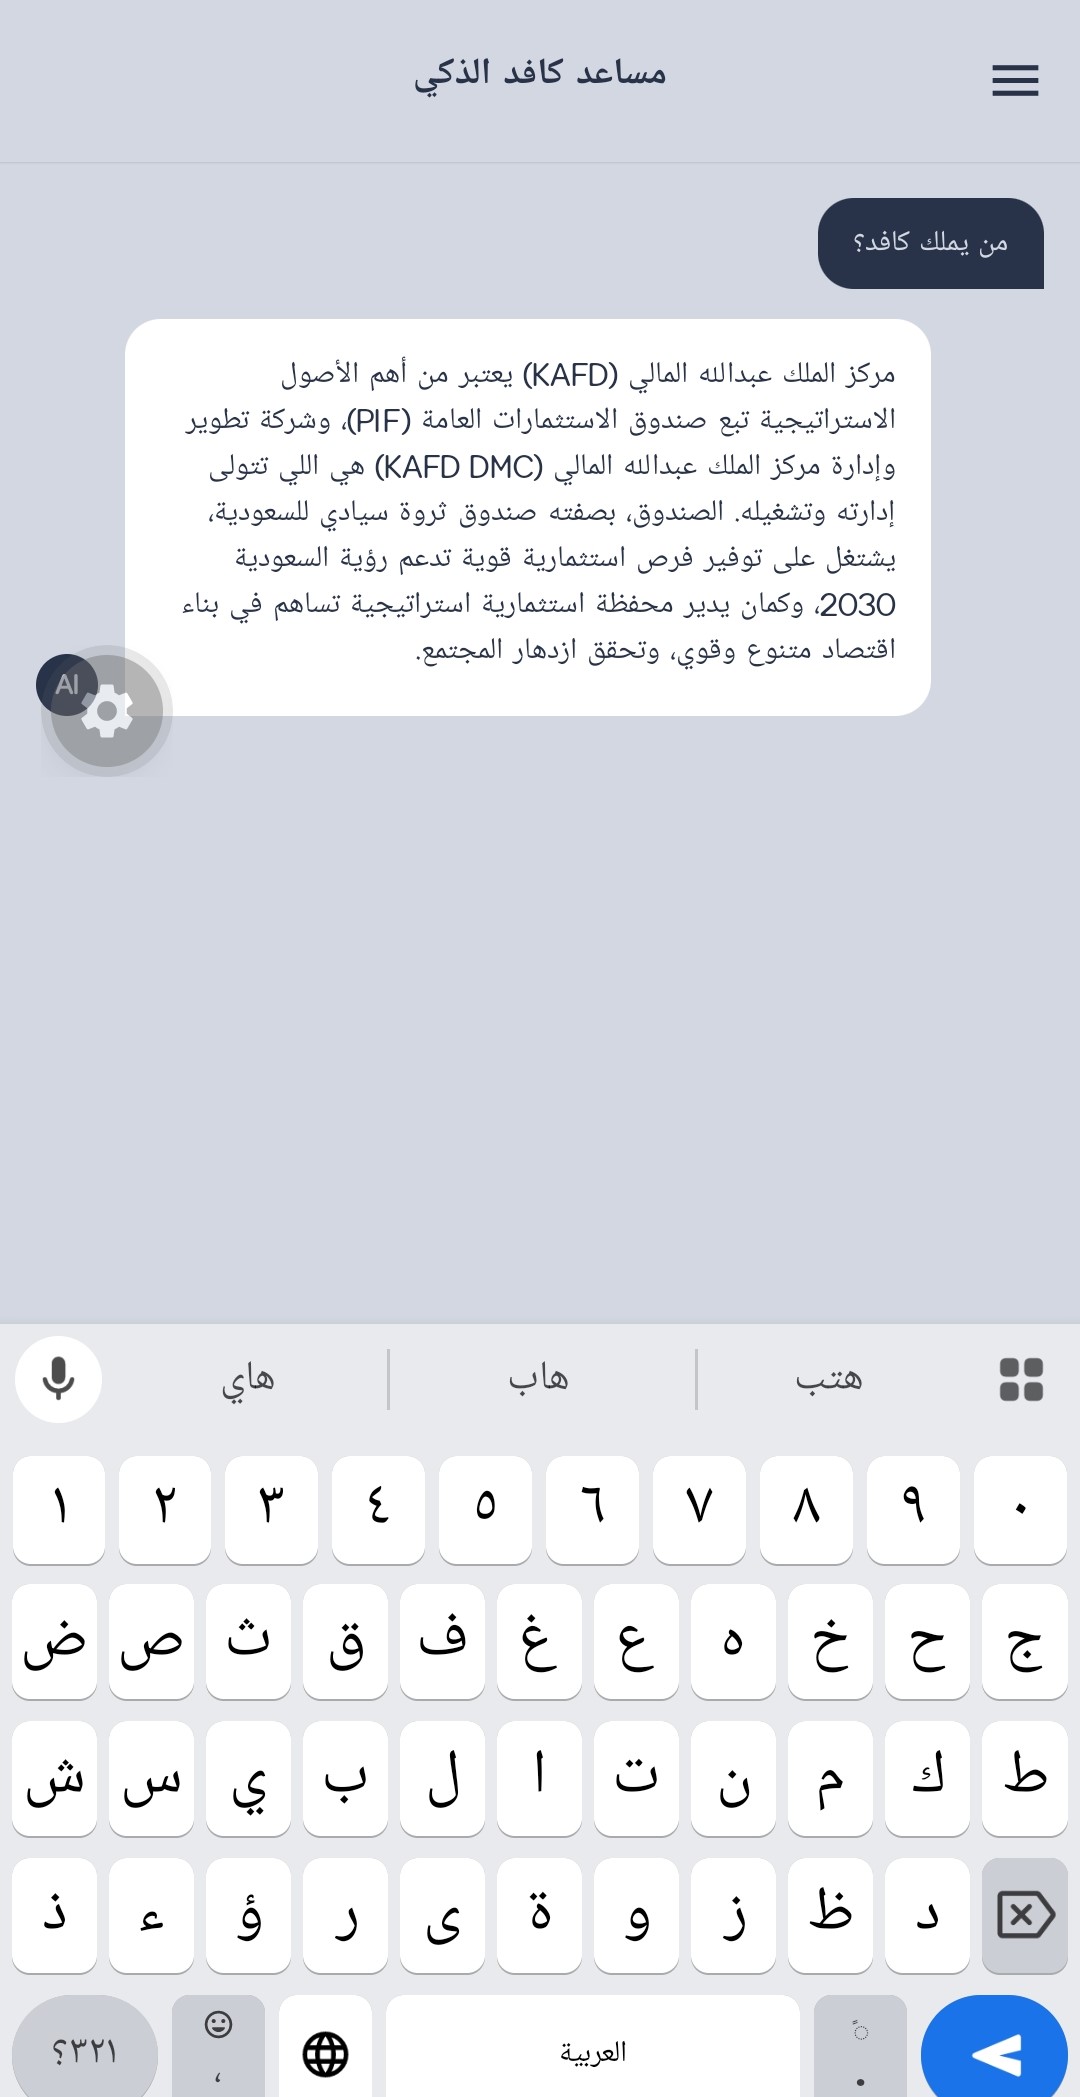 مساعد كافد الذكي
من يملك كافد؟
مركز الملك عبدالله المالي (KAFD) يعتبر من أهم الأصول
الاستراتيجية تبع صندوق الاستثمارات العامة (PIF)، وشركة تطوير
وإدارة مركز الملك عبدالله المالي (KAFD DMC) هي اللي تتولى
إدارته وتشغيله. الصندوق، بصفته صندوق ثروة سيادي للسعودية،
يشتغل على توفير فرص استثمارية قوية تدعم رؤية السعودية
2030، وكمان يدير محفظة استثمارية استراتيجية تساهم في بناء
اقتصاد متنوع وقوي، وتحقق ازدهار المجتمع.
AI
هتب هاب هاي
١ ٢ ٣ ٤ ٥ ٦ ٧ ٨ ٩ ٠
ج ح خ ه ع غ ف ق ث ص ض
ط ك م ن ت ا ل ب ي س ش
د ظ ز و ة ى ر ؤ ء ذ
. العربية ، ٣٢١؟